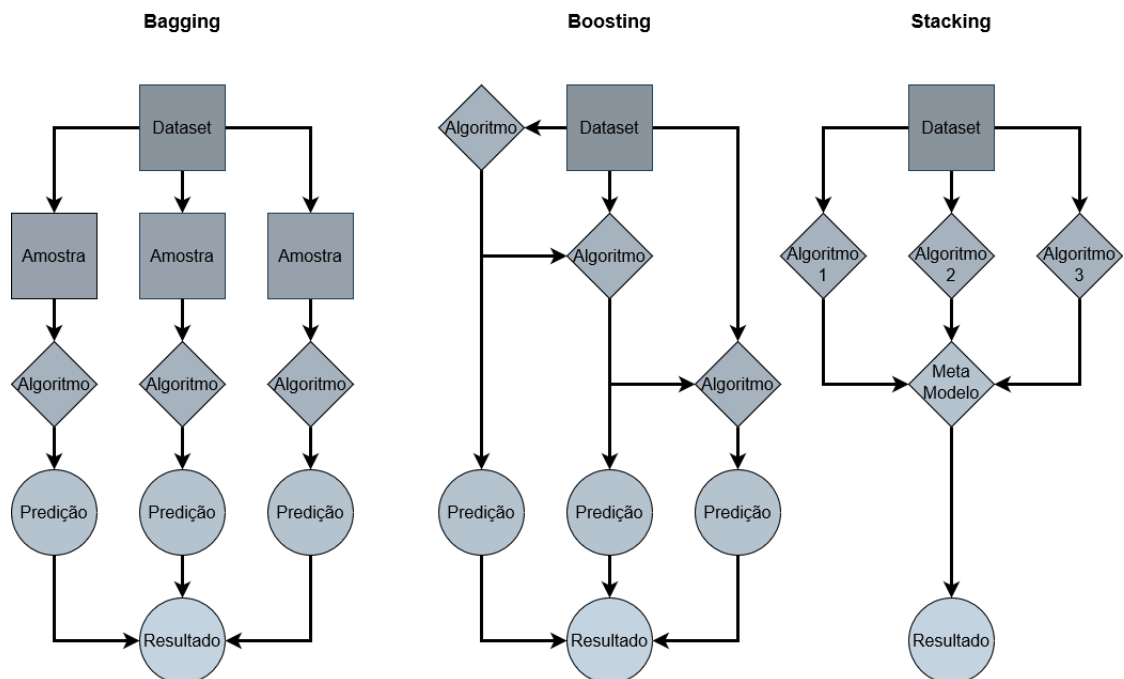 Bagging
Dataset
Amostra
Amostra
Amostra
Algoritmo
Algoritmo
Algoritmo
Predição
Predição
Predição
Resultado
Boosting
Algoritmo
Dataset
Algoritmo
Algoritmo
Predição
Predição
Predição
Resultado
Stacking
Dataset
Algoritmo
1
Algoritmo
2
Algoritmo
3
Meta
Modelo
Resultado